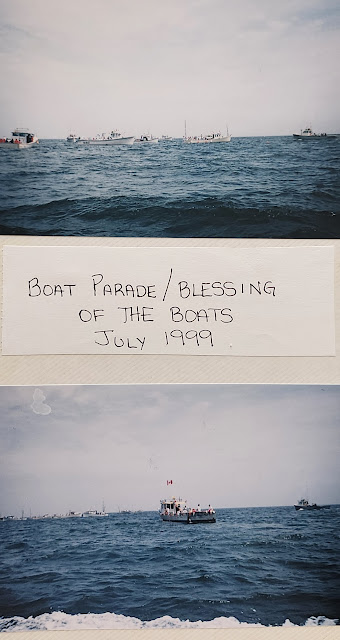 BOAT PARADE/BLESSING
OF THE BOATS
JULY 1999